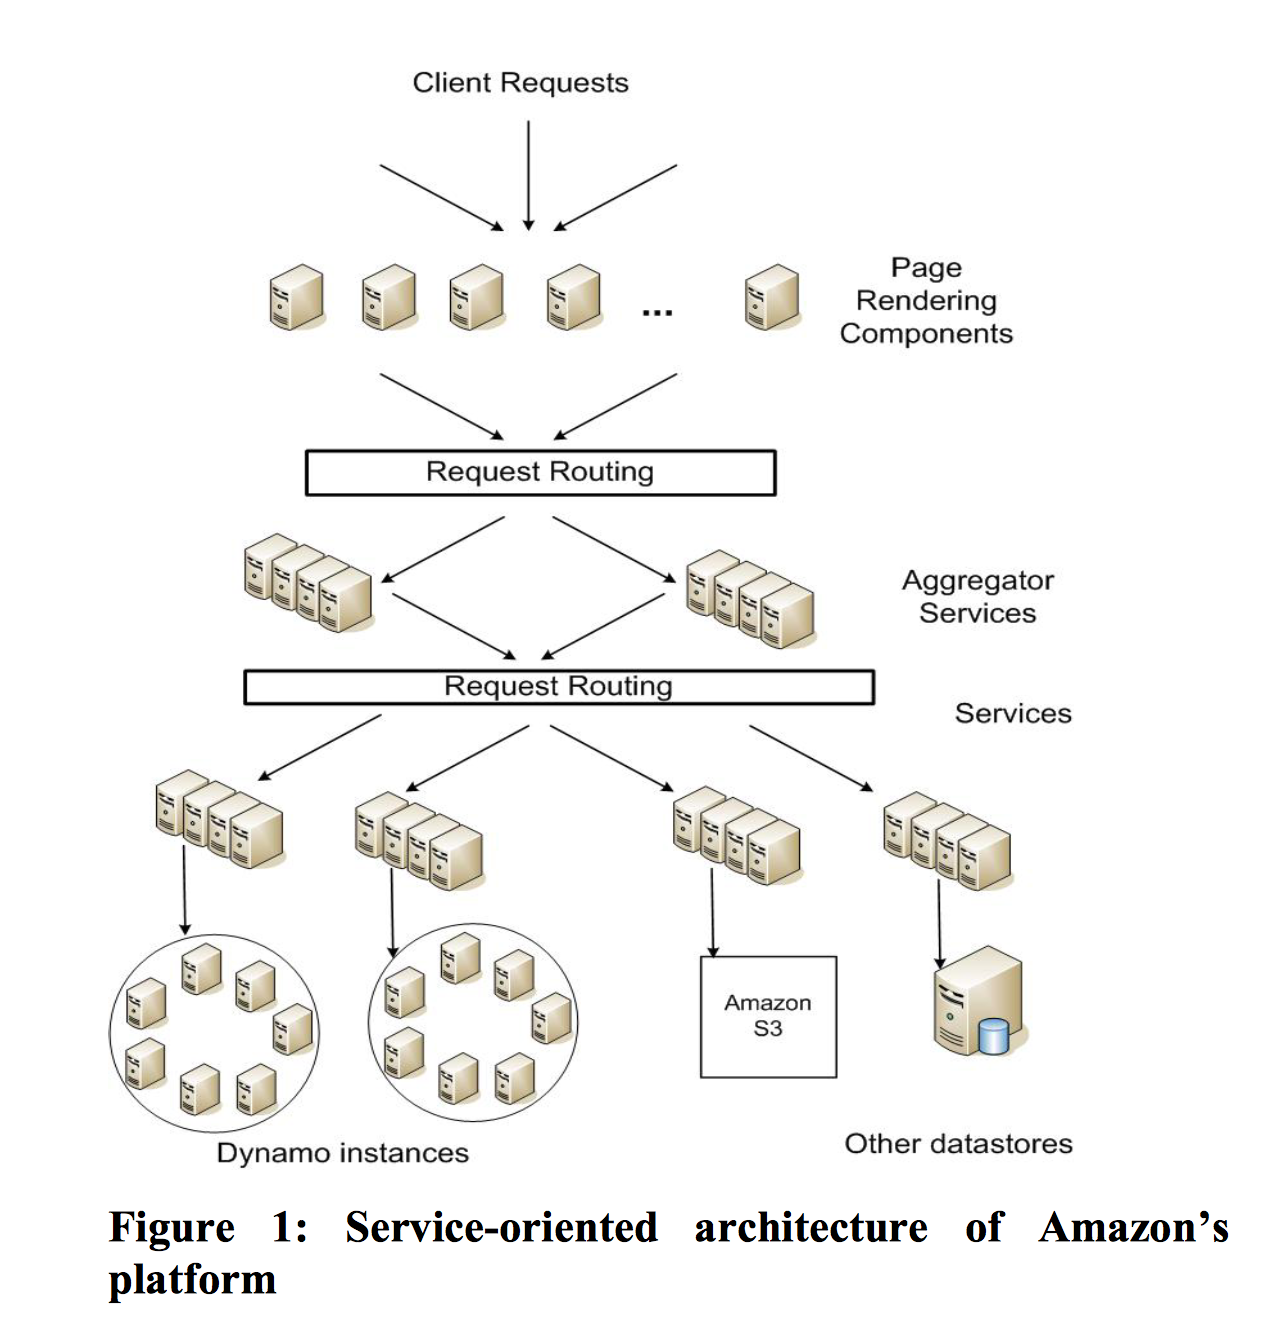 Client Requests
Page
Rendering
Components
...
Request Routing
Aggregator
Services
Request Routing
Services
Amazon
S3
Dynamo instances
Other datastores
Figure 1: Service-oriented architecture of Amazon’s
platform